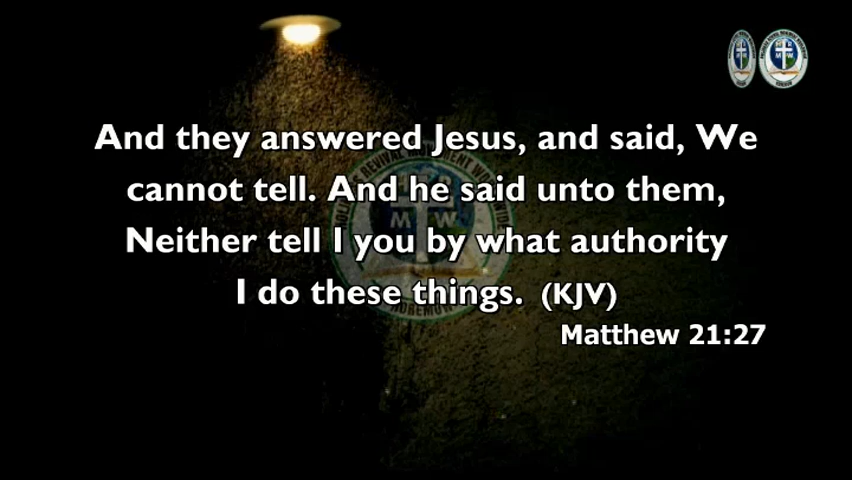 And they answered Jesus, and said, We
cannot tell. And he said unto them,
Neither tell I you by what authority
I do these things. (KJV)
Matthew 21:27